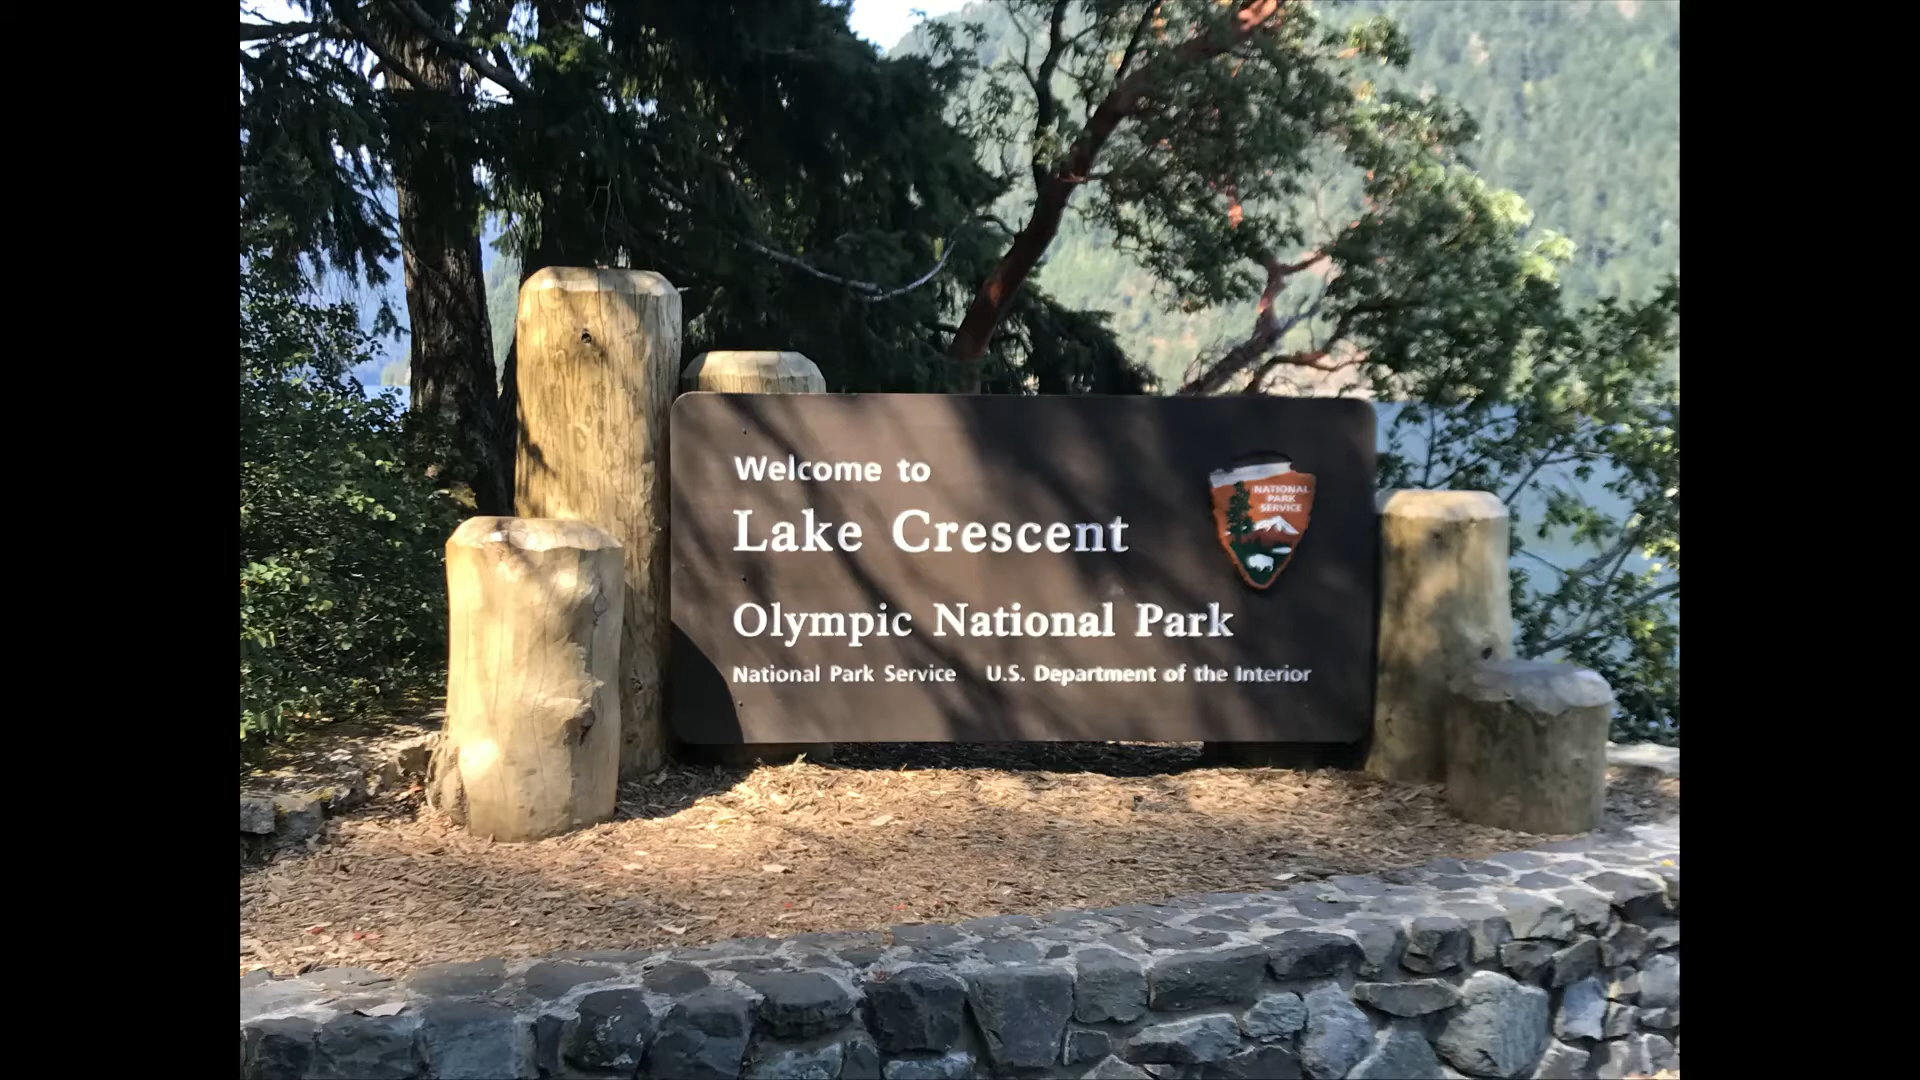 Welcome to
Lake Crescent
NATIONAL
PARK
SERVICE
Olympic National Park
National Park Service U.S. Department of the Interior